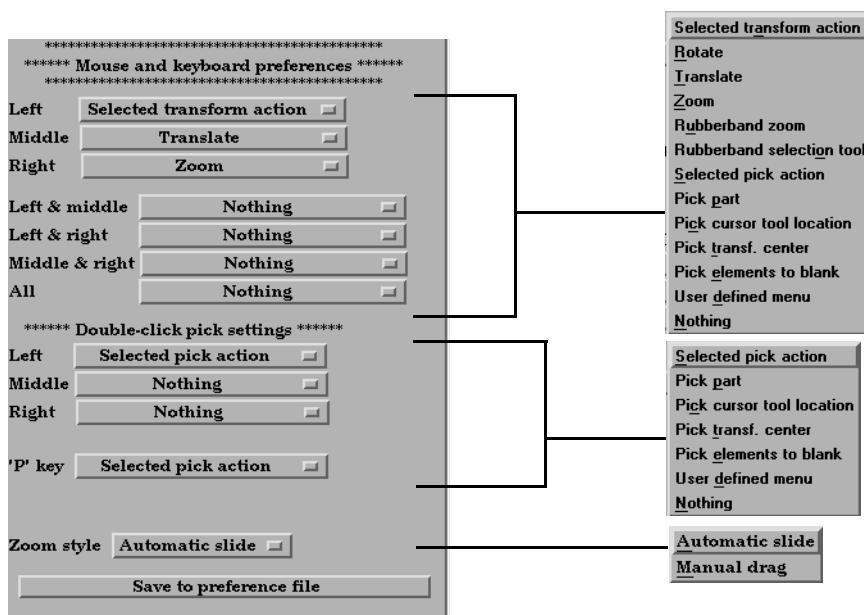 ******************************************
****** Mouse and keyboard preferences ******
******************************************
Left Selected transform action
Middle Translate
Right Zoom
Left & middle Nothing
Left & right Nothing
Middle & right Nothing
All Nothing
****** Double-click pick settings ******
Left Selected pick action
Middle Nothing
Right Nothing
'P' key Selected pick action
Zoom style Automatic slide
Save to preference file
Selected transform action
Rotate
Translate
Zoom
Rubberband zoom
Rubberband selection tool
Selected pick action
Pick part
Pick cursor tool location
Pick transf. center
Pick elements to blank
User defined menu
Nothing
Selected pick action
Pick part
Pick cursor tool location
Pick transf. center
Pick elements to blank
User defined menu
Nothing
Automatic slide
Manual drag